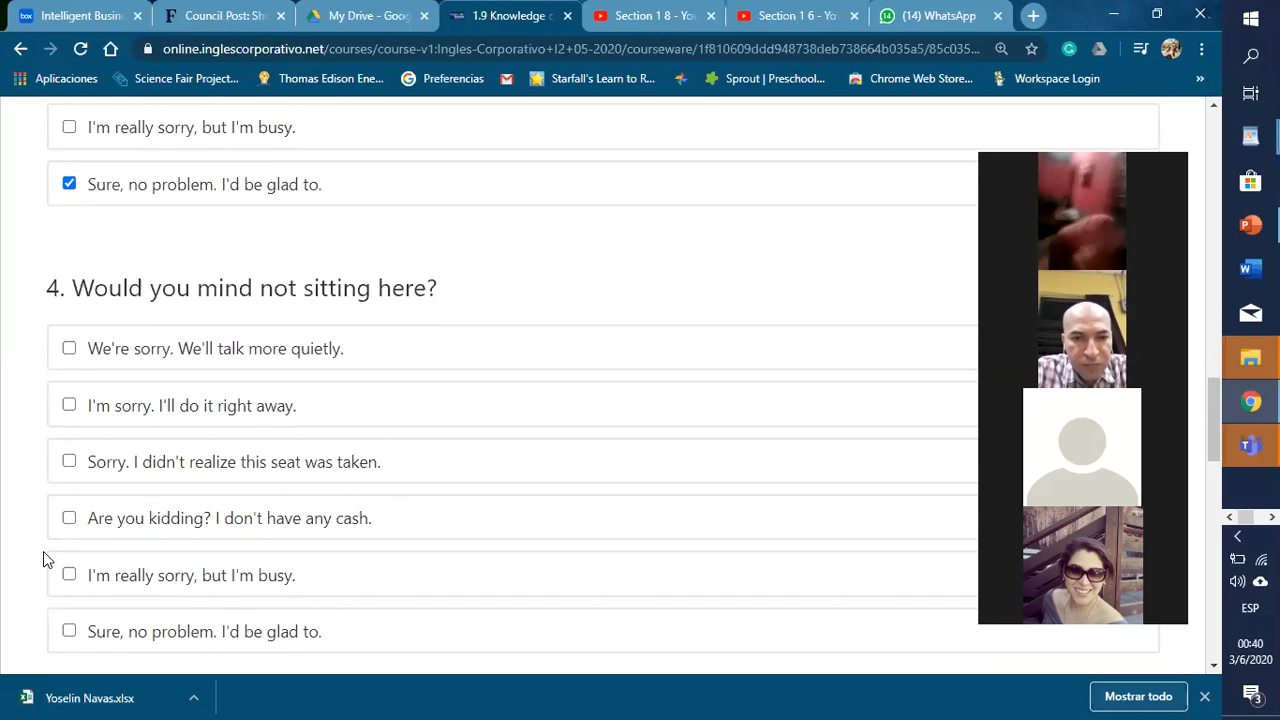 Intelligent Busin
Council Post: Sh
My Drive - Goog
1.9 Knowledge c
Section 1 8 - You
Section 1 6 - Yo
(14) WhatsApp
online.inglescorporativo.net/courses/course-v1:Ingles-Corporativo+I2+05-2020/courseware/1f810609ddd948738deb738664b035a5/85c035...
Aplicaciones
Science Fair Project...
Thomas Edison Ene...
Preferencias
Starfall's Learn to R...
Sprout | Preschool...
Chrome Web Store...
Workspace Login
»
I'm really sorry, but I'm busy.
Sure, no problem. I'd be glad to.
4. Would you mind not sitting here?
We're sorry. We'll talk more quietly.
I'm sorry. I'll do it right away.
Sorry. I didn't realize this seat was taken.
Are you kidding? I don't have any cash.
I'm really sorry, but I'm busy.
Sure, no problem. I'd be glad to.
ESP
00:40
3/6/2020
3
Yoselin Navas.xlsx
Mostrar todo